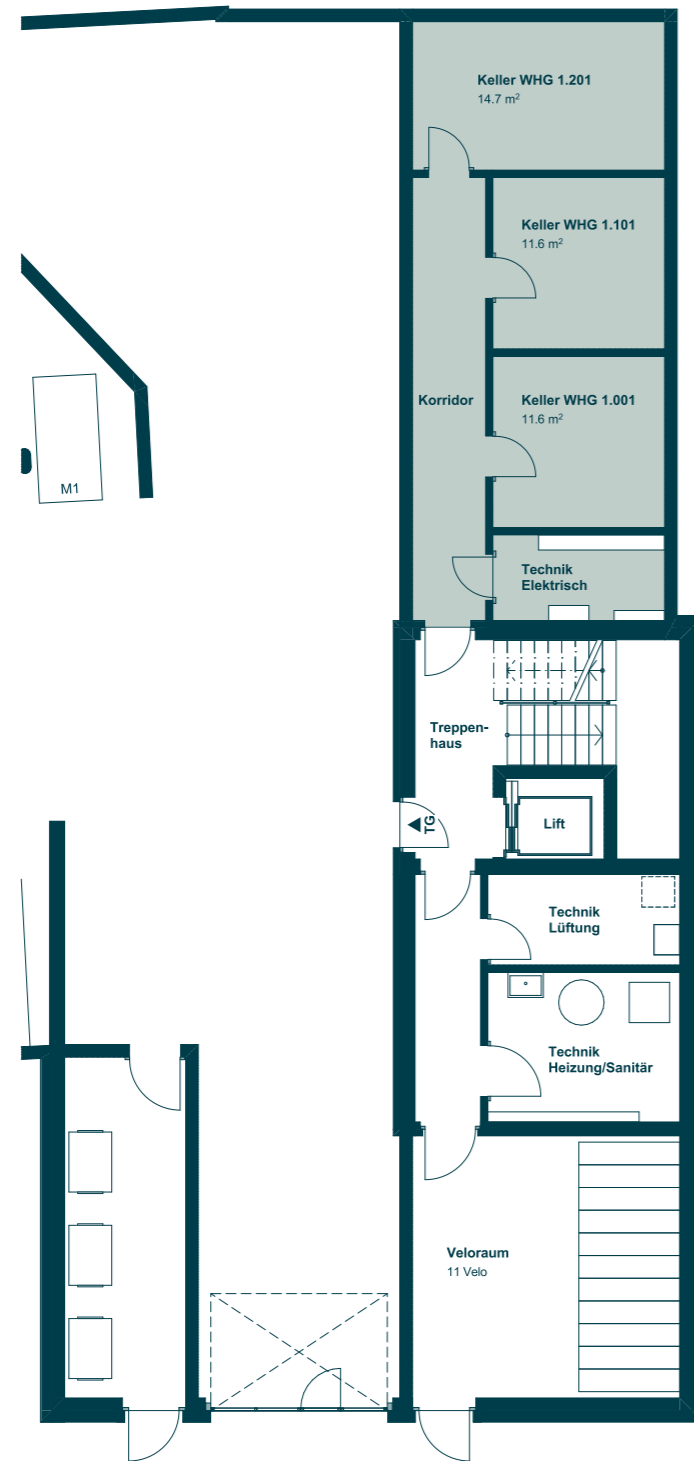 Keller WHG 1.201
14.7 m²
Keller WHG 1.101
11.6 m²
Korridor
Keller WHG 1.001
11.6 m²
M1
Technik
Elektrisch
Treppen-
haus
TG
Lift
Technik
Lüftung
Technik
Heizung/Sanitär
Veloraum
11 Velo